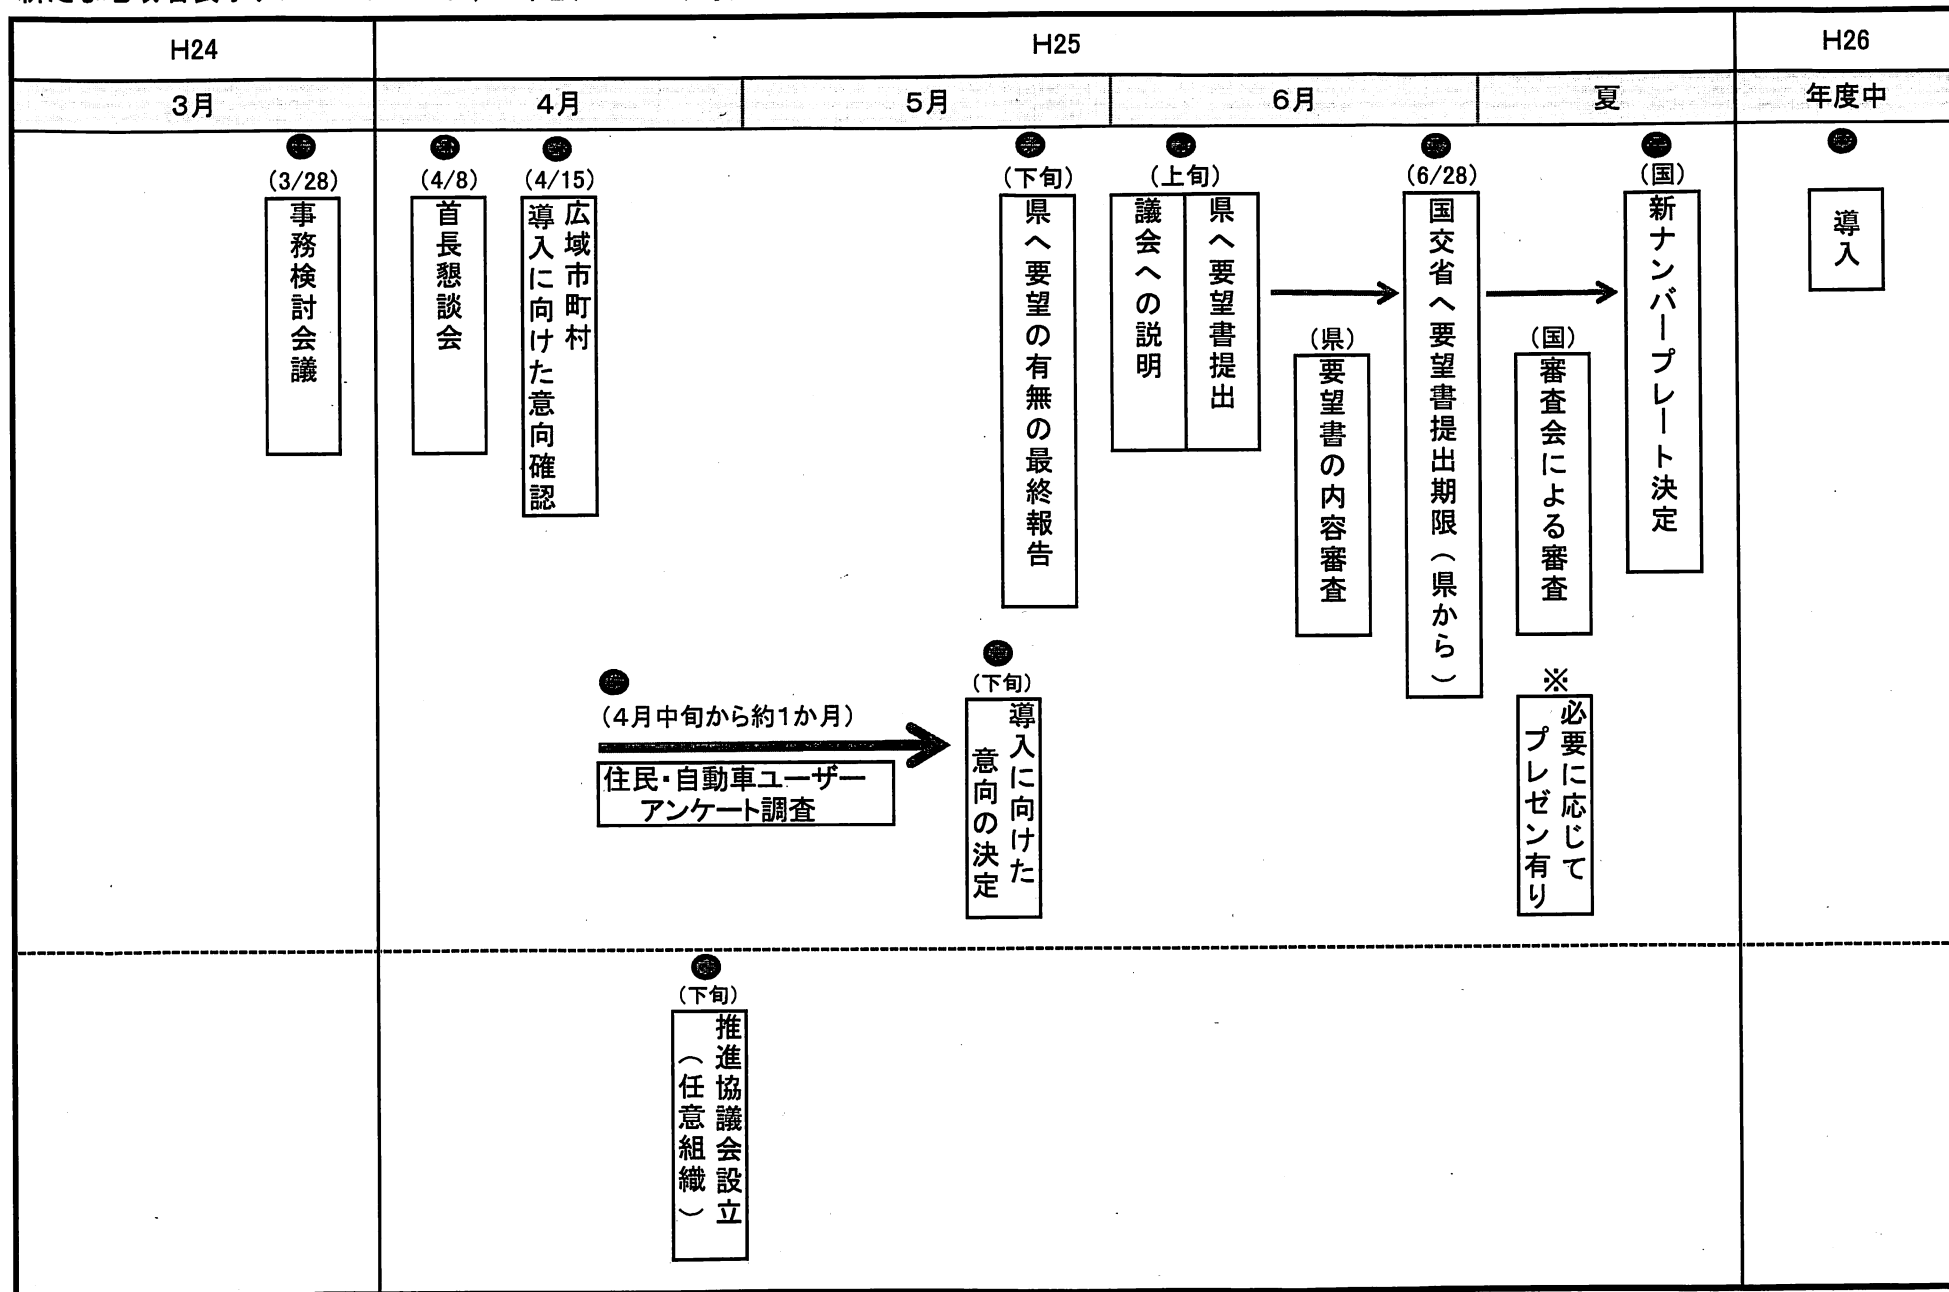 H24
H25
H26
3月
4月
5月
6月
夏
年度中
(3/28)
事務検討会議
(4/8)
首長懇談会
(4/15)
広域市町村
導入に向けた意向確認
(下旬)
県へ要望の有無の最終報告
(上旬)
議会への説明
県へ要望書提出
(県)
要望書の内容審査
(6/28)
国交省へ要望書提出期限(県から)
(国)
審査会による審査
※
必要に応じて
プレゼン有り
(国)
新ナンバープレート決定
導入
(4月中旬から約1か月)
住民・自動車ユーザー
アンケート調査
(下旬)
導入に向けた
意向の決定
(下旬)
推進協議会設立
(任意組織)